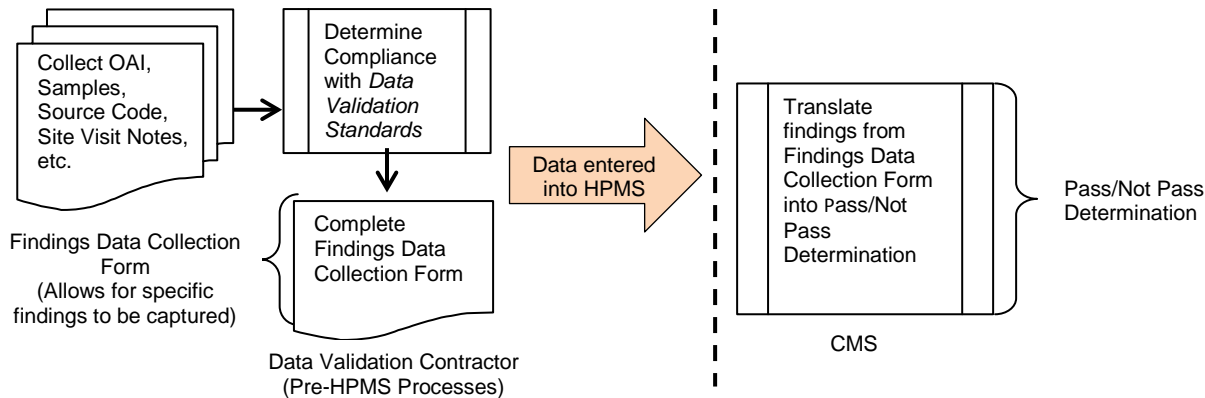 Collect OAI,
Samples,
Source Code,
Site Visit Notes,
etc.
Determine
Compliance
with Data
Validation
Standards
Findings Data Collection
Form
(Allows for specific
findings to be captured)
Complete
Findings Data
Collection Form
Data Validation Contractor
(Pre-HPMS Processes)
Data entered
into HPMS
Translate
findings from
Findings Data
Collection Form
into Pass/Not
Pass
Determination
CMS
Pass/Not Pass
Determination